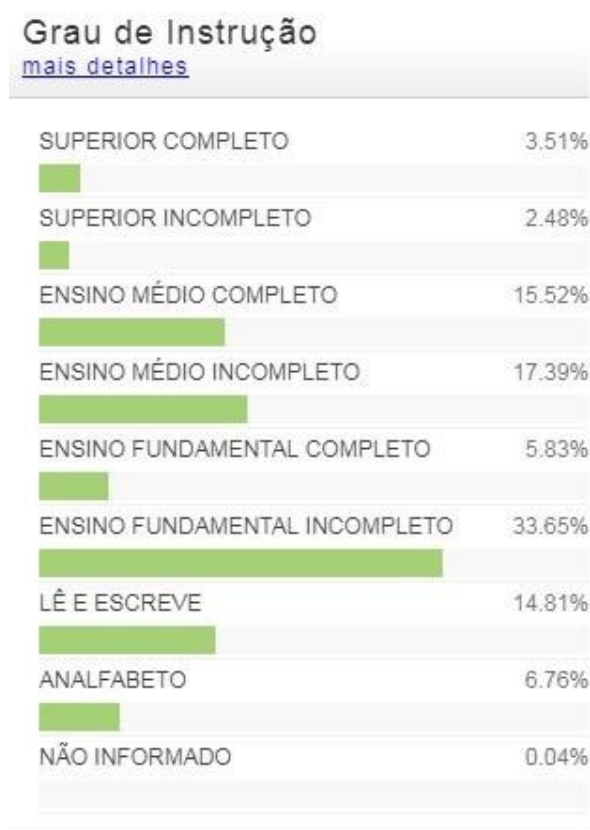 Grau de Instrução
mais detalhes
SUPERIOR COMPLETO 3.51%
SUPERIOR INCOMPLETO 2.48%
ENSINO MÉDIO COMPLETO 15.52%
ENSINO MÉDIO INCOMPLETO 17.39%
ENSINO FUNDAMENTAL COMPLETO 5.83%
ENSINO FUNDAMENTAL INCOMPLETO 33.65%
LÊ E ESCREVE 14.81%
ANALFABETO 6.76%
NÃO INFORMADO 0.04%